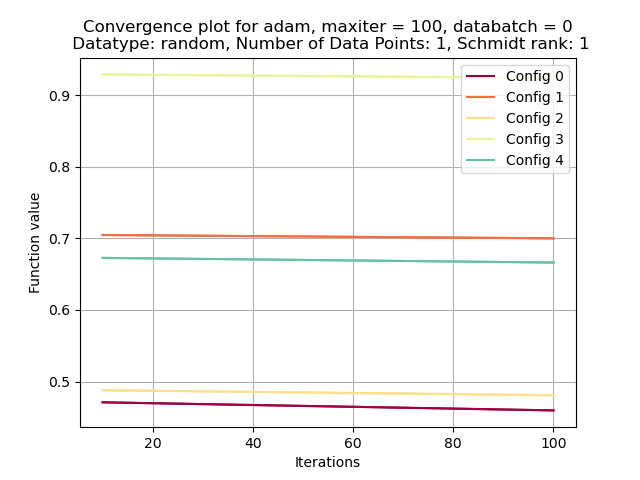 Convergence plot for adam, maxiter = 100, databatch = 0
Datatype: random, Number of Data Points: 1, Schmidt rank: 1
Config 0
Config 1
Config 2
Config 3
Config 4
0.9
0.8
0.7
0.6
0.5
Function value
20 40 60 80 100
Iterations